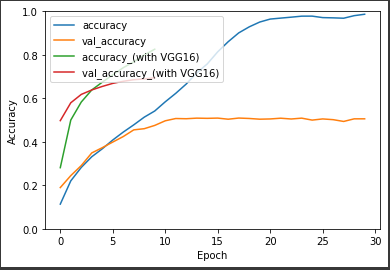 1.0
accuracy
val_accuracy
accuracy_(with VGG16)
val_accuracy_(with VGG16)
0.8
0.6
0.4
0.2
0.0
Accuracy
0 5 10 15 20 25 30
Epoch